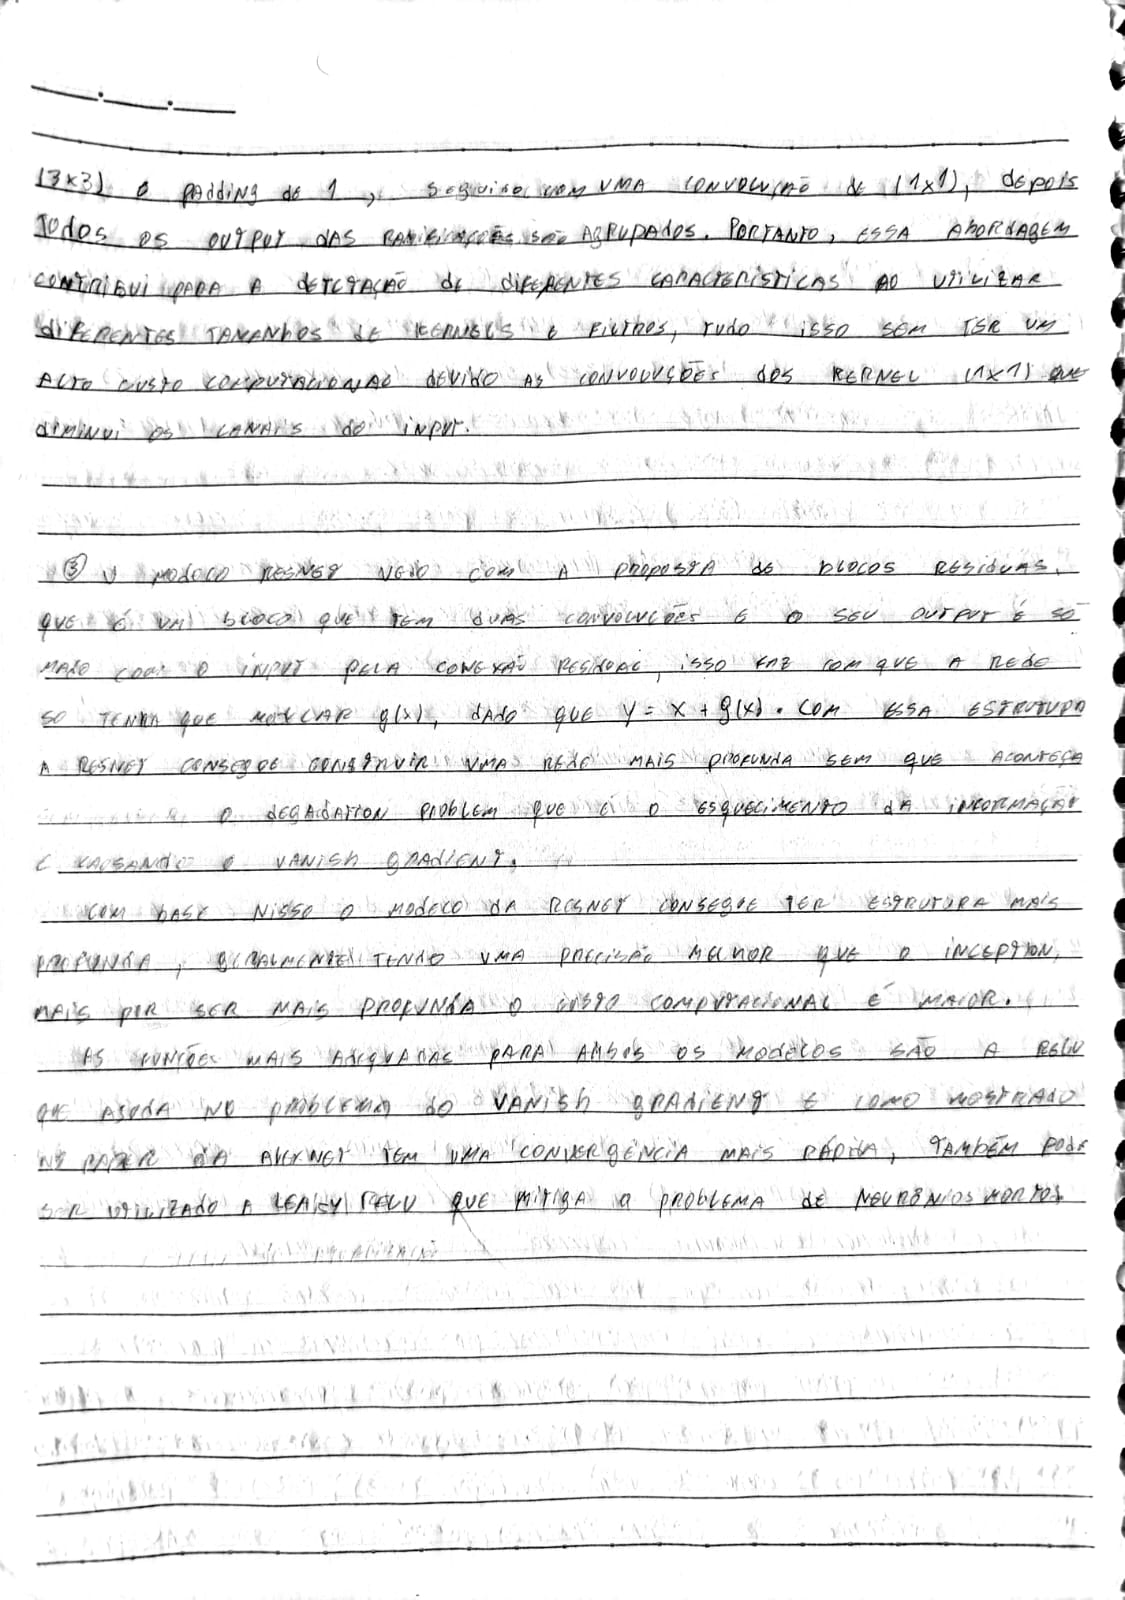 (3x3) e padding de 1, seguido com uma convolução de (1x1), depois
todos os output das ramificações são agrupados. Portanto, essa abordagem
contribui para a detctação de diferentes características ao utilizar
diferentes tamanhos de kernels e filtros, tudo isso sem ter um
alto custo computacional devido as convoluções dos kernel (1x1) que
diminui os canais do input.
③ O modelo ResNet veio com a proposta de blocos residuas,
que é um bloco que tem duas convoluções e o seu output é so
mado com o input pela conexão residual, isso faz com que a rede
so tenha que g(x), dado que y = x + g(x). Com essa estrutura
a ResNet consegue construir uma rede mais profunda sem que aconteça
o degadation problem que é o esquecimento da informação
e causando o vanish gradient.
Com base nisso o modelo da ResNet consegue ter estrutura mais
profunda, geralmente tendo uma precisão melhor que o Inception,
mais por ser mais profunda o custo computacional é maior.
As funções mais adequadas para ambos os modelos são a ReLU
que ajuda no problema do vanish gradient e como mostrado
no paper da AlexNet tem uma convergência mais rápida, também pode
ser utilizado a Leaky ReLU que mitiga o problema de neurônios mortos